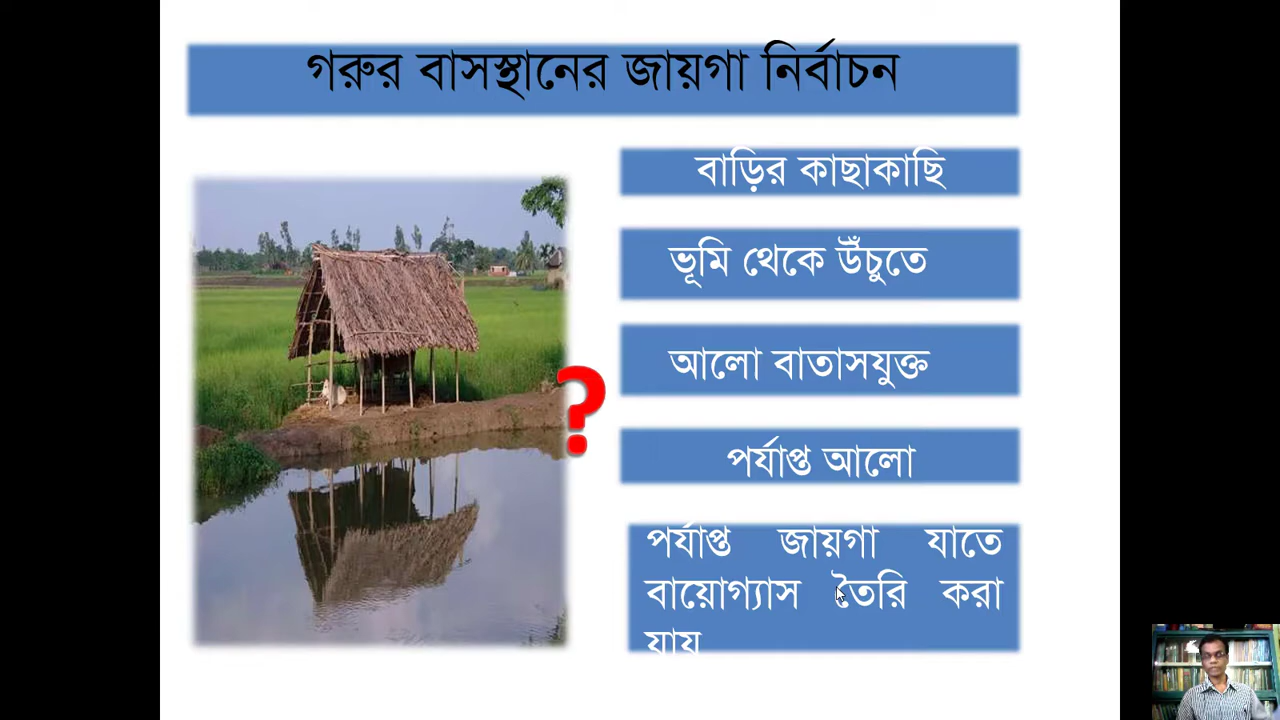 গরুর বাসস্থানের জায়গা নির্বাচন
বাড়ির কাছাকাছি
ভূমি থেকে উঁচুতে
আলো বাতাসযুক্ত
?
পর্যাপ্ত আলো
পর্যাপ্ত জায়গা যাতে
বায়োগ্যাস তৈরি করা
যায়